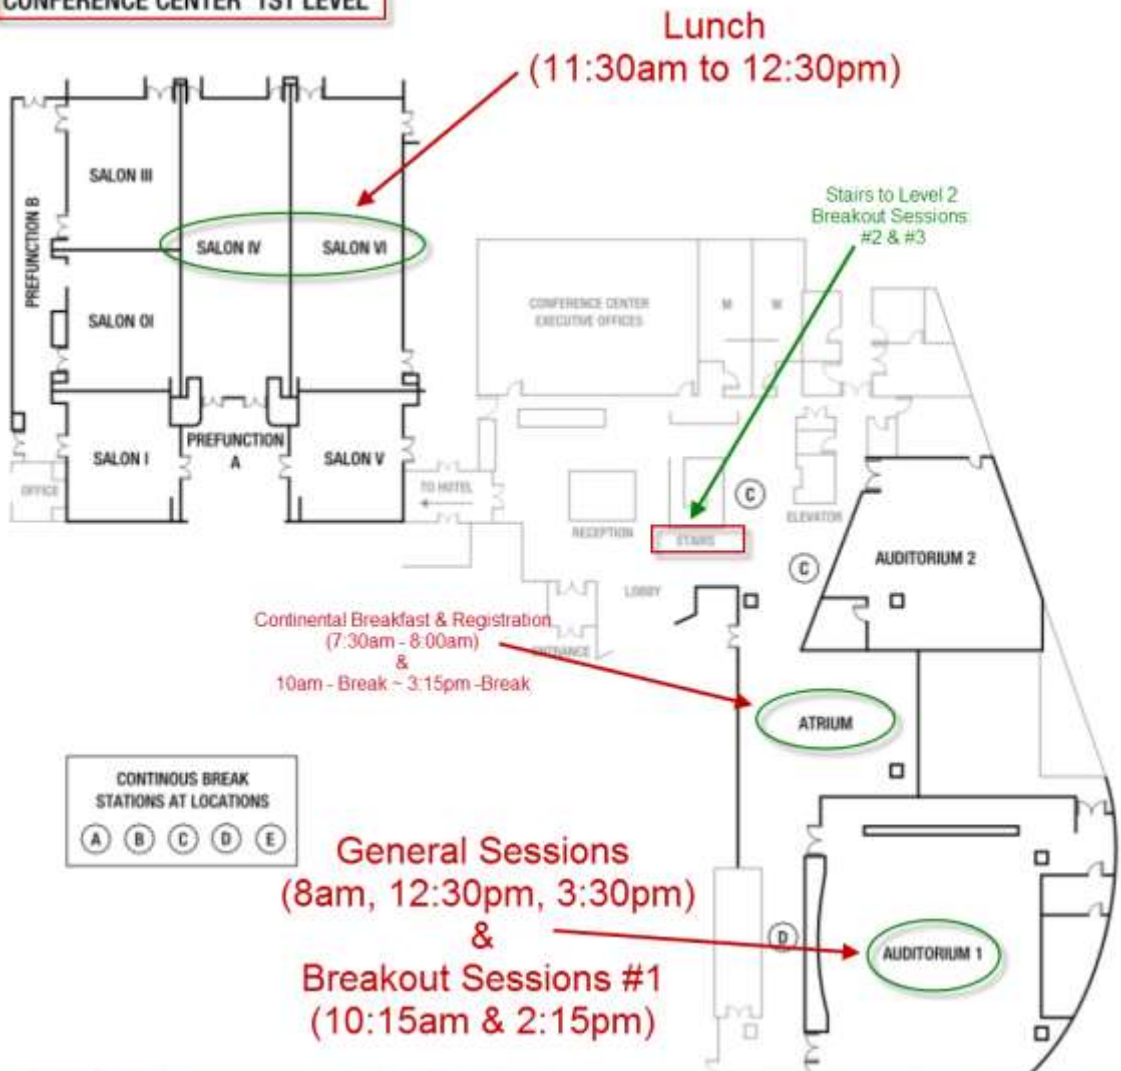 CONFERENCE CENTER 1ST LEVEL
Lunch
(11:30am to 12:30pm)
SALON III
PREFUNCTION B
SALON IV
SALON VI
Stairs to Level 2
Breakout Sessions:
#2 & #3
CONFERENCE CENTER
EXECUTIVE OFFICES
M
W
SALON OI
PREFUNCTION
A
SALON I
SALON V
OFFICE
TO HOTEL
C
RECEPTION
STAIRS
ELEVATOR
C
AUDITORIUM 2
LOBBY
Continental Breakfast & Registration
(7:30am - 8:00am)
&
10am - Break ~ 3:15pm -Break
ENTRANCE
ATRIUM
CONTINOUS BREAK
STATIONS AT LOCATIONS
A B C D E
General Sessions
(8am, 12:30pm, 3:30pm)
&
Breakout Sessions #1
(10:15am & 2:15pm)
D
AUDITORIUM 1